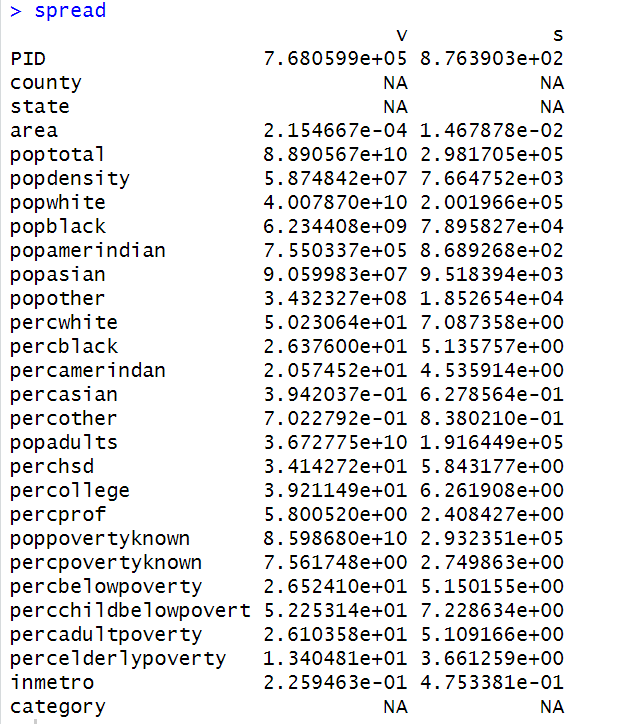 > spread
v s
PID 7.680599e+05 8.763903e+02
county NA NA
state NA NA
area 2.154667e-04 1.467878e-02
poptotal 8.890567e+10 2.981705e+05
popdensity 5.874842e+07 7.664752e+03
popwhite 4.007870e+10 2.001966e+05
popblack 6.234408e+09 7.895827e+04
popamerindian 7.550337e+05 8.689268e+02
popasian 9.059983e+07 9.518394e+03
popother 3.432327e+08 1.852654e+04
percwhite 5.023064e+01 7.087358e+00
percblack 2.637600e+01 5.135757e+00
percamerindan 2.057452e+01 4.535914e+00
percasian 3.942037e-01 6.278564e-01
percother 7.022792e-01 8.380210e-01
popadults 3.672775e+10 1.916449e+05
perchsd 3.414272e+01 5.843177e+00
percollege 3.921149e+01 6.261908e+00
percprof 5.800520e+00 2.408427e+00
poppovertyknown 8.598680e+10 2.932351e+05
percpovertyknown 7.561748e+00 2.749863e+00
percbelowpoverty 2.652410e+01 5.150155e+00
percchildbelowpovert 5.225314e+01 7.228634e+00
percadultpoverty 2.610358e+01 5.109166e+00
percelderlypoverty 1.340481e+01 3.661259e+00
inmetro 2.259463e-01 4.753381e-01
category NA NA